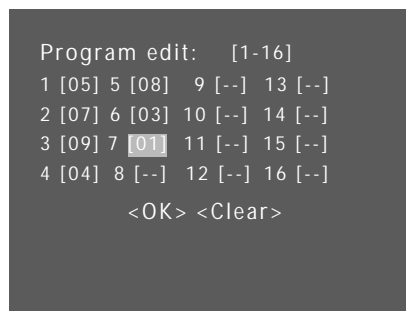 Program edit: [1-16]
1 [05] 5 [08] 9 [--] 13 [--]
2 [07] 6 [03] 10 [--] 14 [--]
3 [09] 7 [01] 11 [--] 15 [--]
4 [04] 8 [--] 12 [--] 16 [--]
<OK> <Clear>